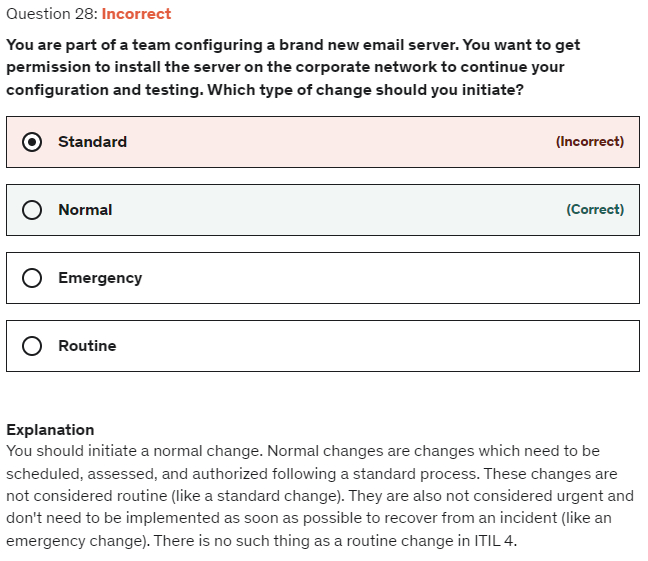 Question 28: Incorrect
You are part of a team configuring a brand new email server. You want to get
permission to install the server on the corporate network to continue your
configuration and testing. Which type of change should you initiate?
Standard (Incorrect)
Normal (Correct)
Emergency
Routine
Explanation
You should initiate a normal change. Normal changes are changes which need to be
scheduled, assessed, and authorized following a standard process. These changes are
not considered routine (like a standard change). They are also not considered urgent and
don't need to be implemented as soon as possible to recover from an incident (like an
emergency change). There is no such thing as a routine change in ITIL 4.